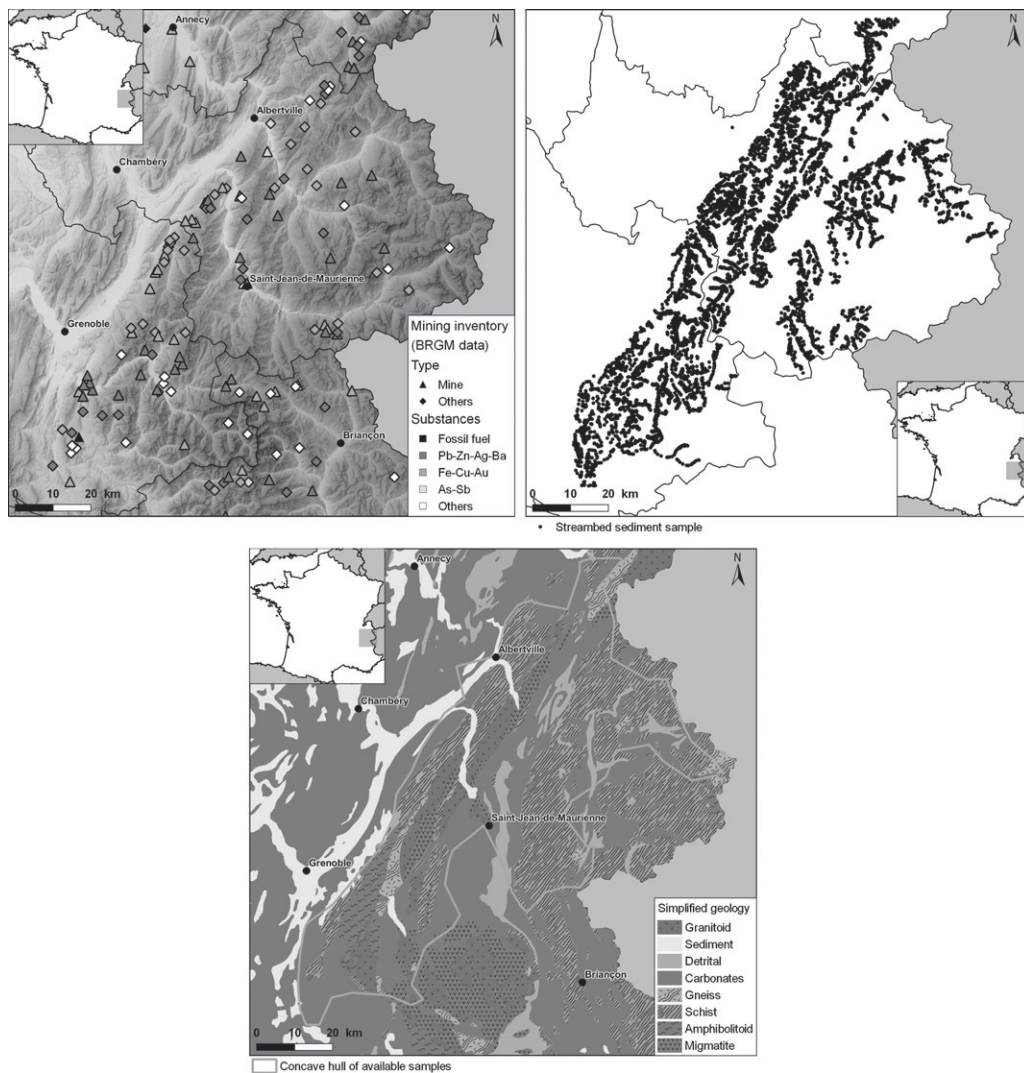 Annecy
N
Albertville
Chambéry
Saint-Jean-de-Maurienne
Grenoble
Briançon
0 10 20 km
Mining inventory
(BRGM data)
Type
Mine
Others
Substances
Fossil fuel
Pb-Zn-Ag-Ba
Fe-Cu-Au
As-Sb
Others
N
0 10 20 km
Streambed sediment sample
Annecy
N
Albertville
Chambéry
Saint-Jean-de-Maurienne
Grenoble
Briançon
0 10 20 km
Simplified geology
Granitoid
Sediment
Detrital
Carbonates
Gneiss
Schist
Amphibolitoid
Migmatite
Concave hull of available samples